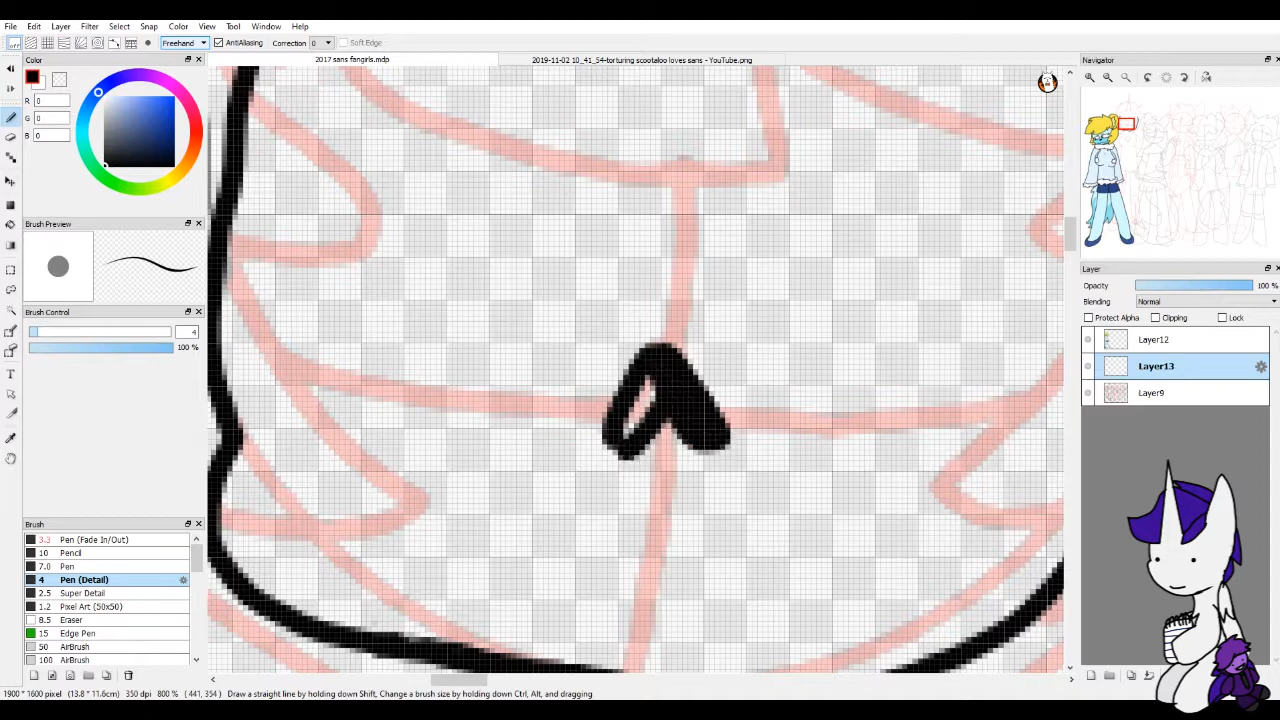 File Edit Layer Filter Select Snap Color View Tool Window Help
off Freehand AntiAliasing Correction 0 Soft Edge
Color
2017 sans fangirls.mdp
2019-11-02 10_41_54-torturing scootaloo loves sans - YouTube.png
Navigator
R 0
G 0
B 0
Brush Preview
Brush Control
4
100 %
Layer
Opacity 100 %
Blending Normal
Protect Alpha Clipping Lock
Layer12
Layer13
Layer9
Brush
3.3 Pen (Fade In/Out)
10 Pencil
7.0 Pen
4 Pen (Detail)
2.5 Super Detail
1.2 Pixel Art (50x50)
8.5 Eraser
15 Edge Pen
50 AirBrush
100 AirBrush
1800 * 1600 pixel (13.0 * 11.6cm) 350 dpi 800 % ( 441, 354 ) Draw a straight line by holding down Shift, Change a brush size by holding down Ctrl, Alt, and dragging